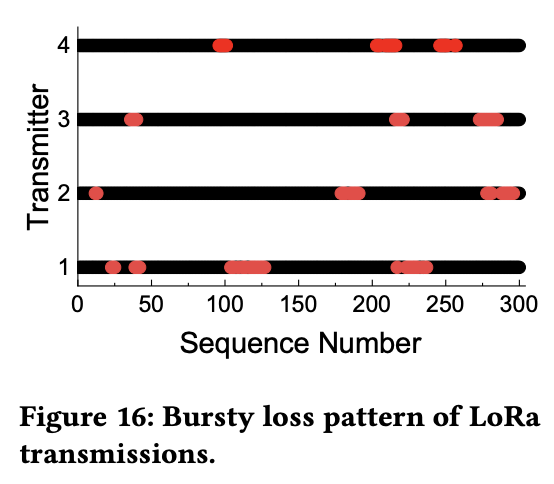 4
3
2
1
Transmitter
0 50 100 150 200 250 300
Sequence Number
Figure 16: Bursty loss pattern of LoRa
transmissions.